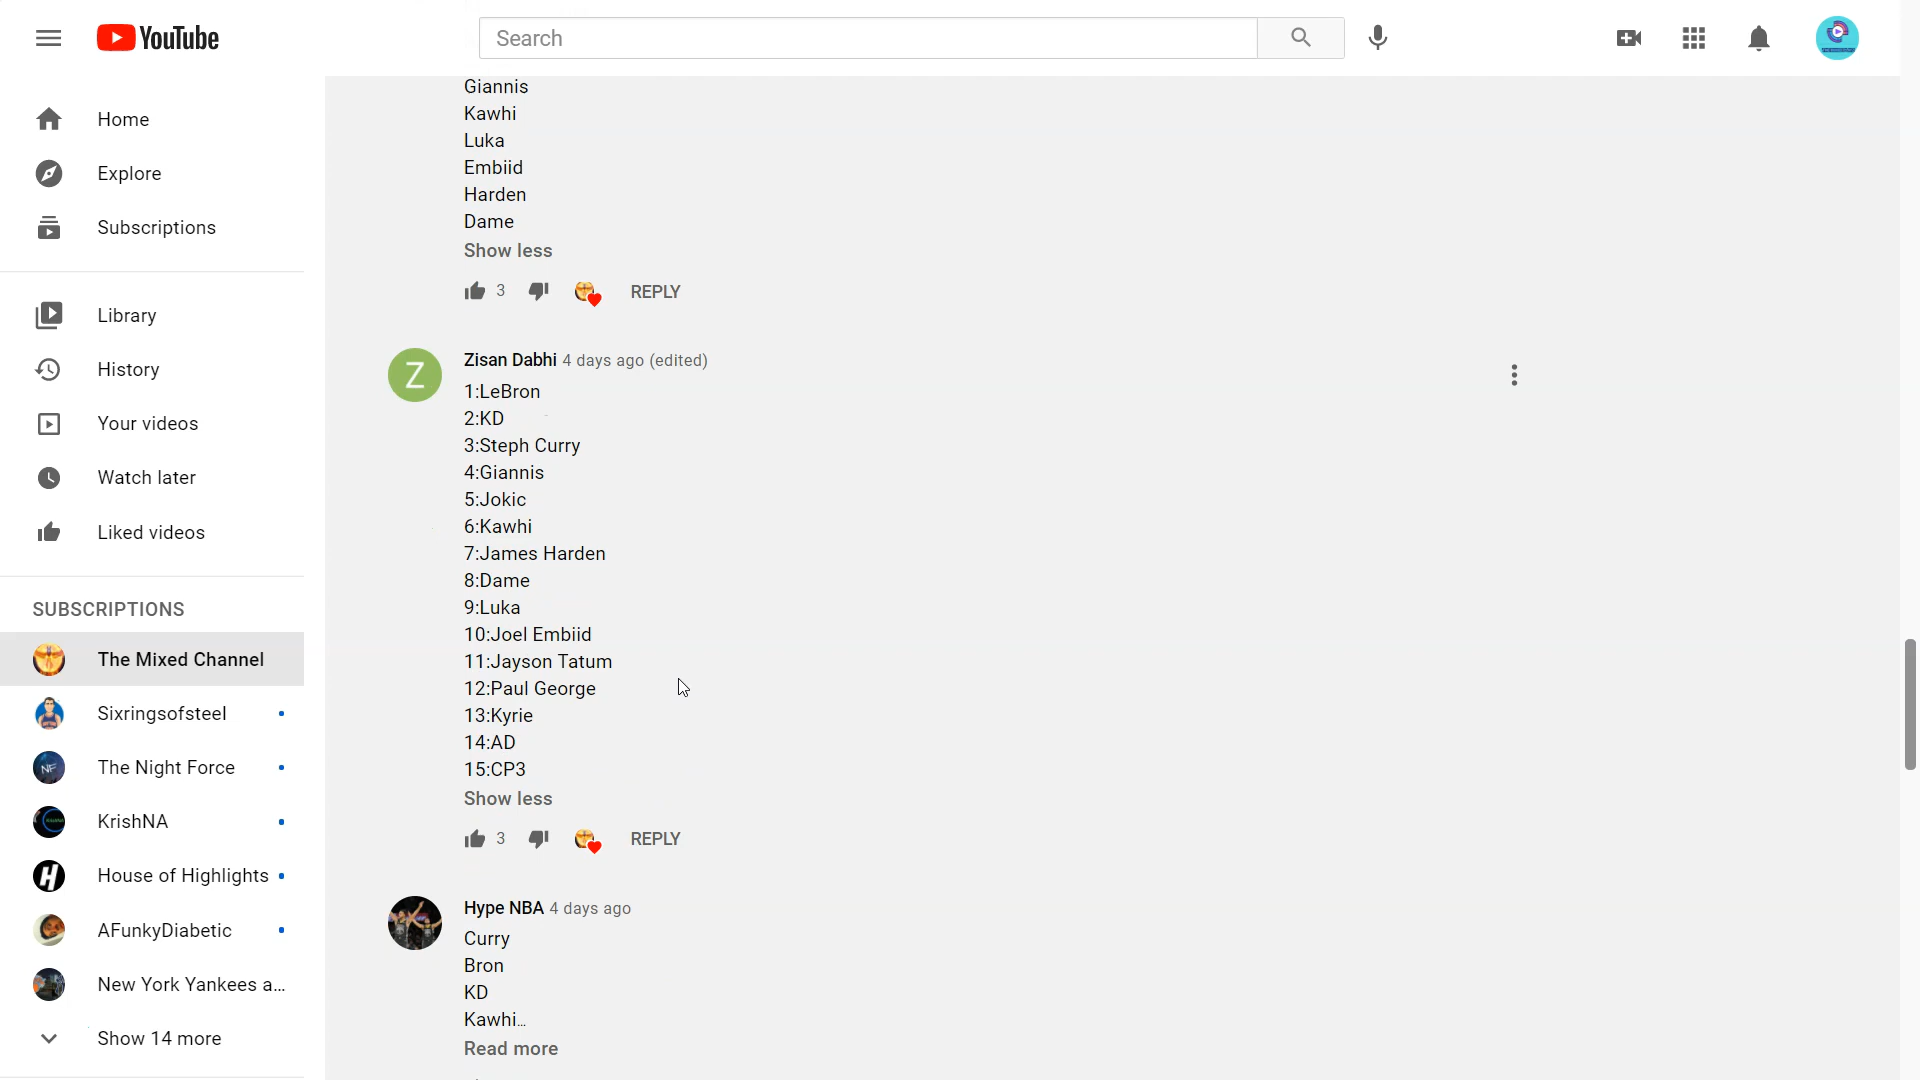 YouTube
Search
Home
Explore
Subscriptions
Library
History
Your videos
Watch later
Liked videos
SUBSCRIPTIONS
The Mixed Channel
Sixringsofsteel
The Night Force
KrishNA
House of Highlights
AFunkyDiabetic
New York Yankees a...
Show 14 more
Giannis
Kawhi
Luka
Embiid
Harden
Dame
Show less
3 REPLY
Z
Zisan Dabhi 4 days ago (edited)
1:LeBron
2:KD
3:Steph Curry
4:Giannis
5:Jokic
6:Kawhi
7:James Harden
8:Dame
9:Luka
10:Joel Embiid
11:Jayson Tatum
12:Paul George
13:Kyrie
14:AD
15:CP3
Show less
3 REPLY
Hype NBA 4 days ago
Curry
Bron
KD
Kawhi...
Read more